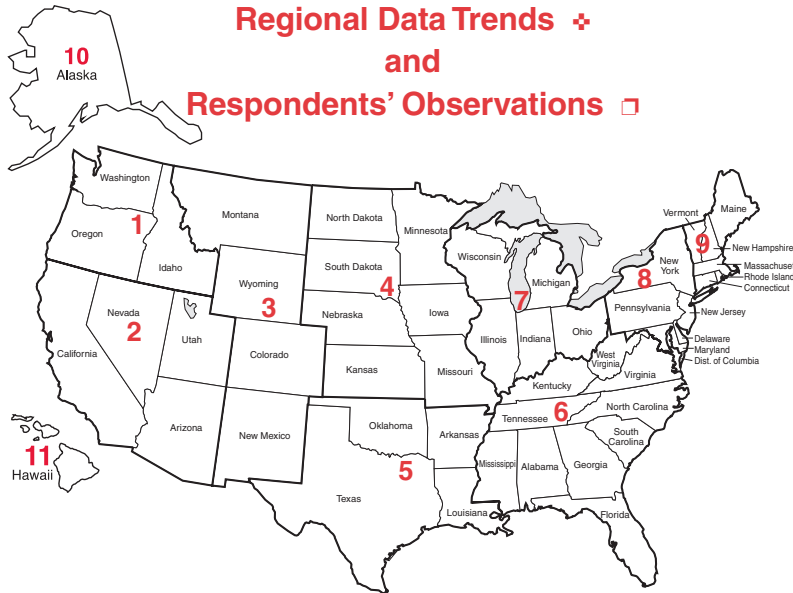 Regional Data Trends ✜
and
Respondents' Observations ❐
10
Alaska
Washington
Montana
North Dakota
Minnesota
Vermont
Maine
1
Oregon
Idaho
Wyoming
3
South Dakota
4
Wisconsin
Michigan
7
New
York
8
9
New Hampshire
Massachuset
Rhode Island
Connecticut
Nevada
2
California
Utah
Colorado
Nebraska
Iowa
Illinois
Indiana
Ohio
Pennsylvania
New Jersey
Delaware
Maryland
Dist. of Columbia
Kansas
Missouri
West
Virginia
Virginia
Kentucky
Arizona
New Mexico
Oklahoma
Arkansas
Tennessee
6
North Carolina
South
Carolina
11
Hawaii
5
Texas
Louisiana
Mississippi
Alabama
Georgia
Florida